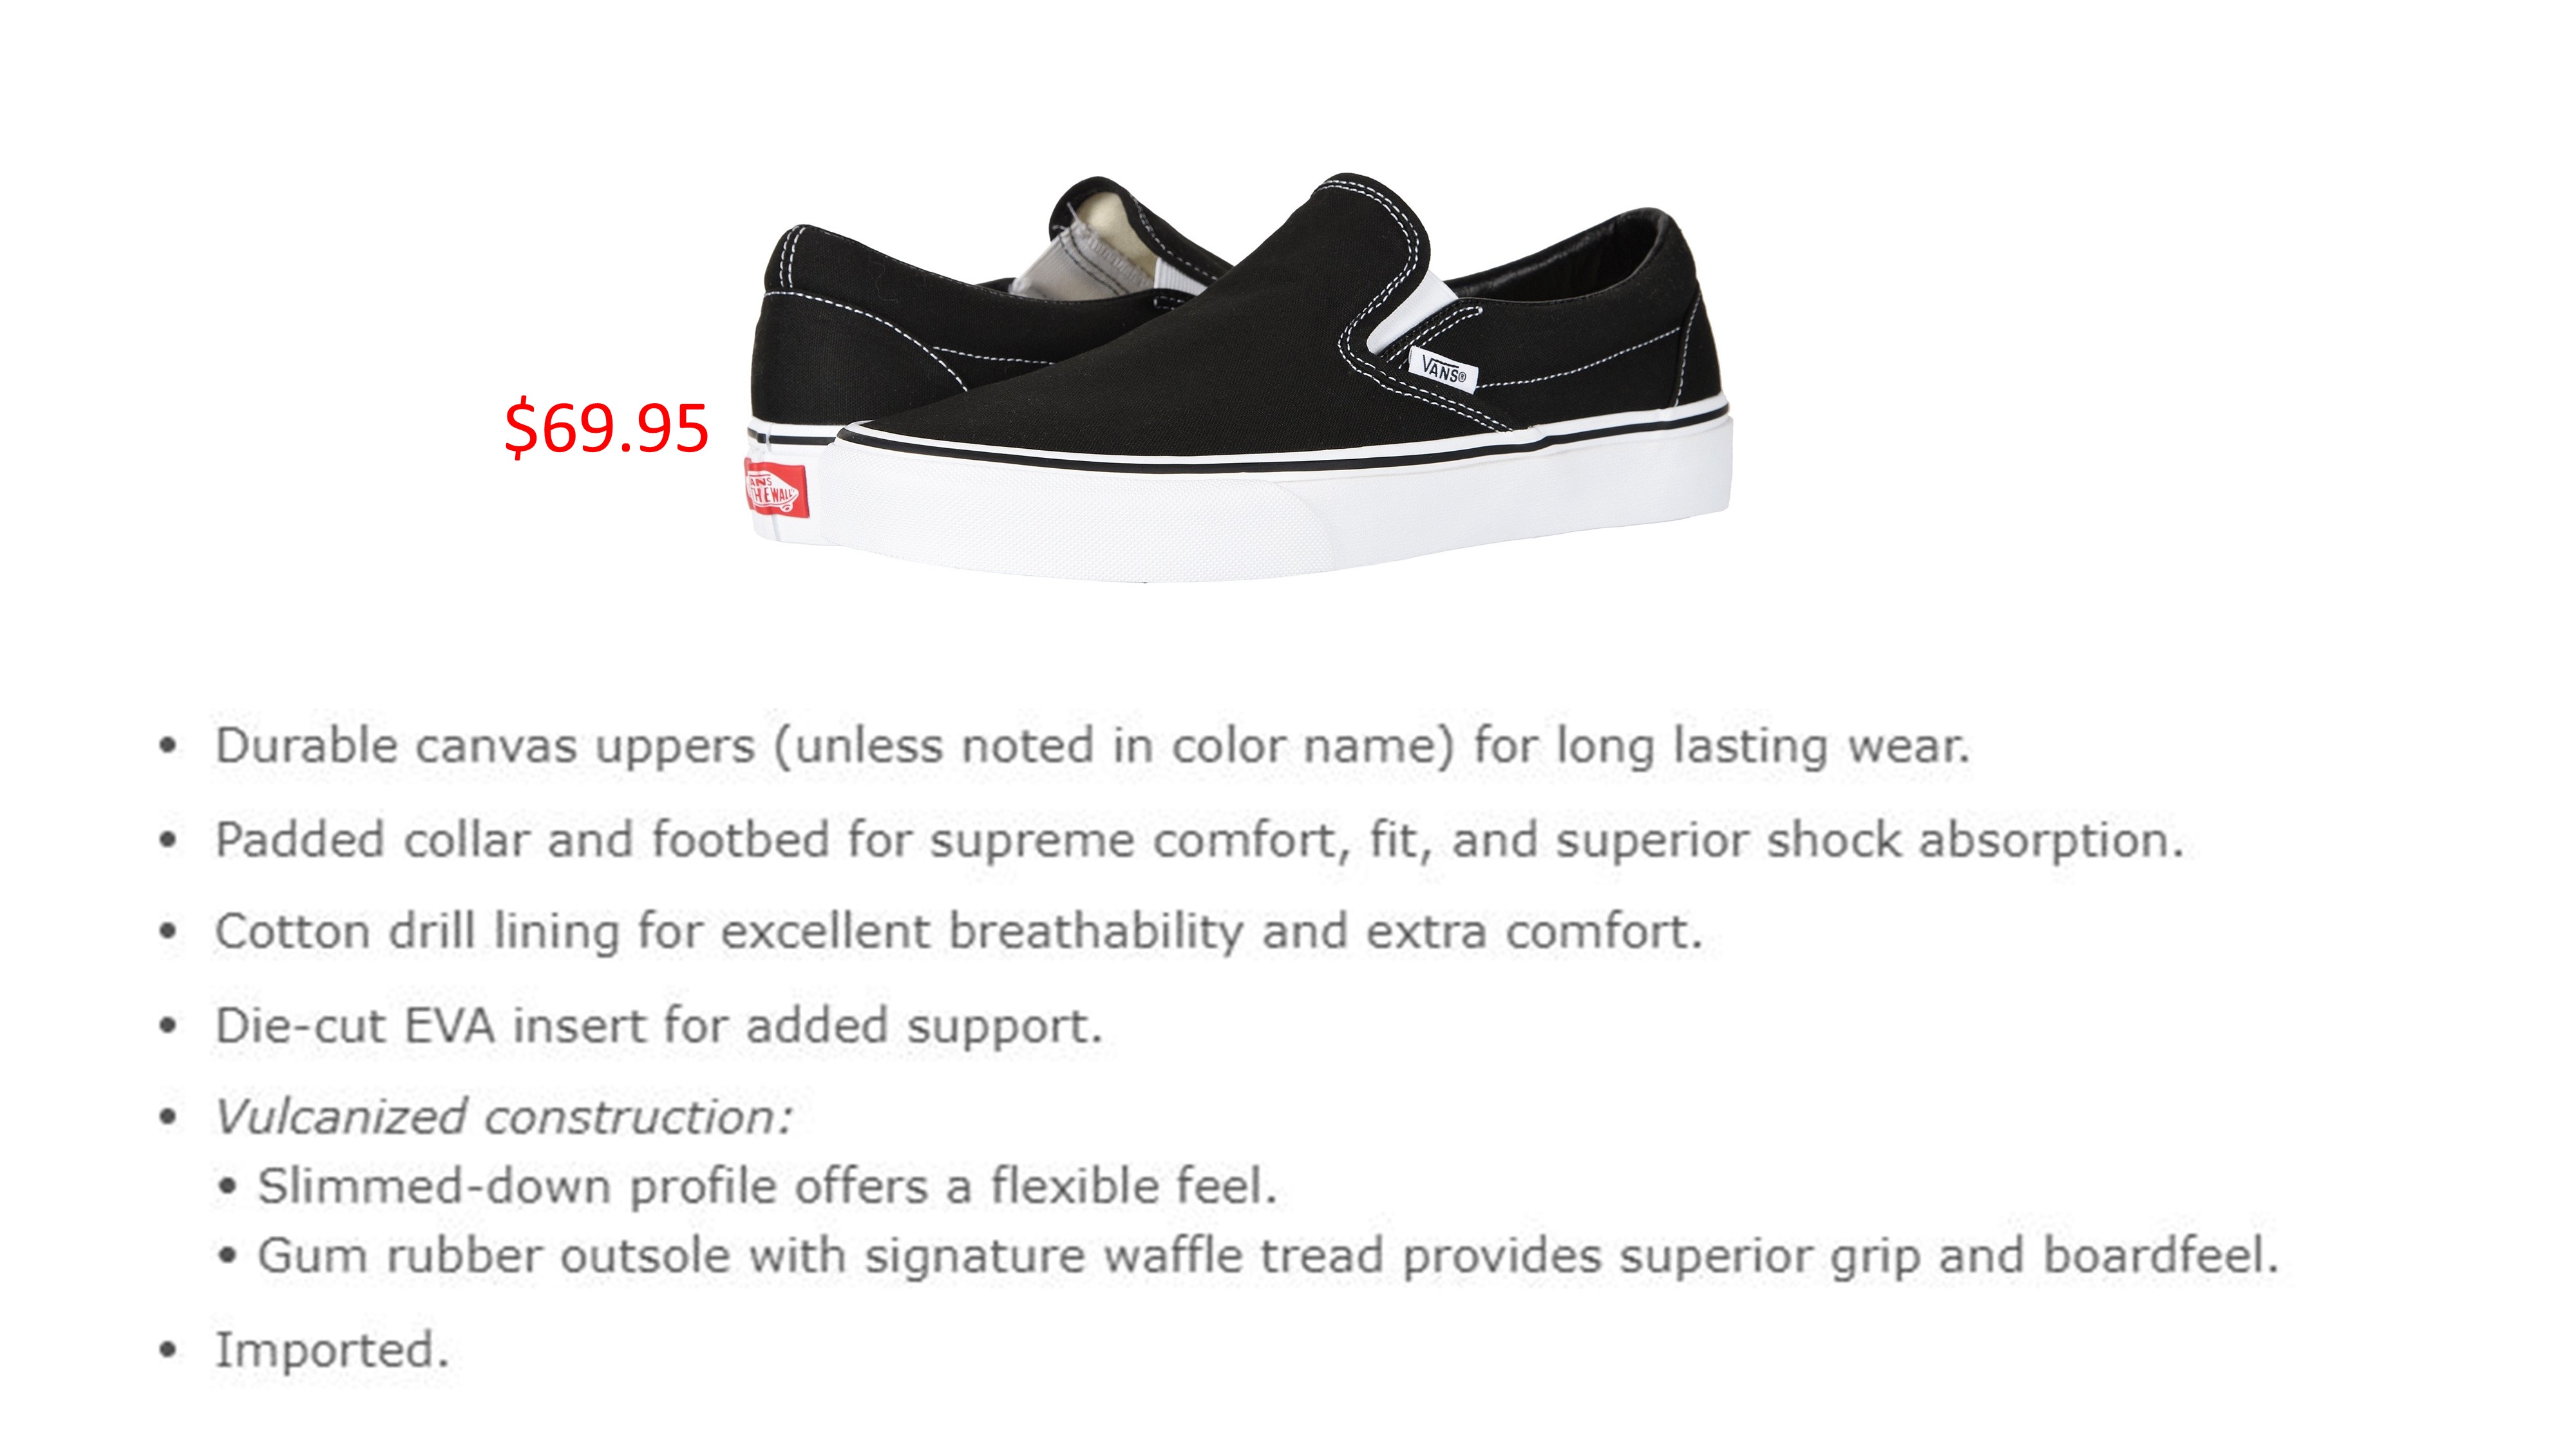 $69.95
VANS®
ANS
THE WALL
• Durable canvas uppers (unless noted in color name) for long lasting wear.
• Padded collar and footbed for supreme comfort, fit, and superior shock absorption.
• Cotton drill lining for excellent breathability and extra comfort.
• Die-cut EVA insert for added support.
• Vulcanized construction:
• Slimmed-down profile offers a flexible feel.
• Gum rubber outsole with signature waffle tread provides superior grip and boardfeel.
• Imported.